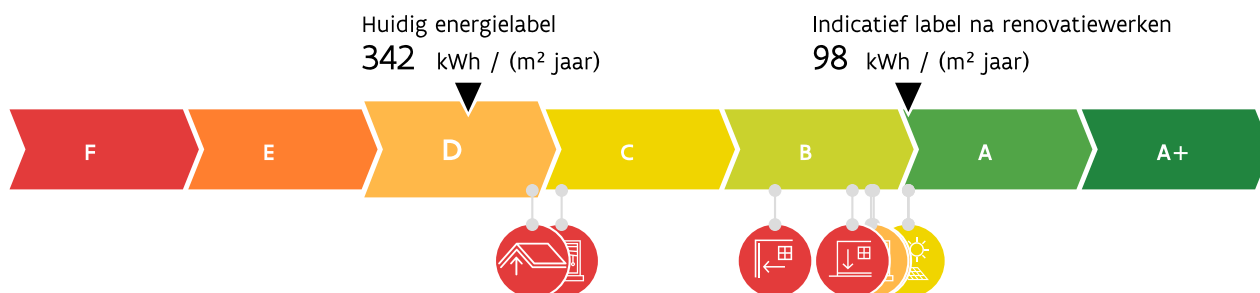 Huidig energielabel
342 kWh / (m² jaar)
Indicatief label na renovatiewerken
98 kWh / (m² jaar)
F
E
D
C
B
A
A+